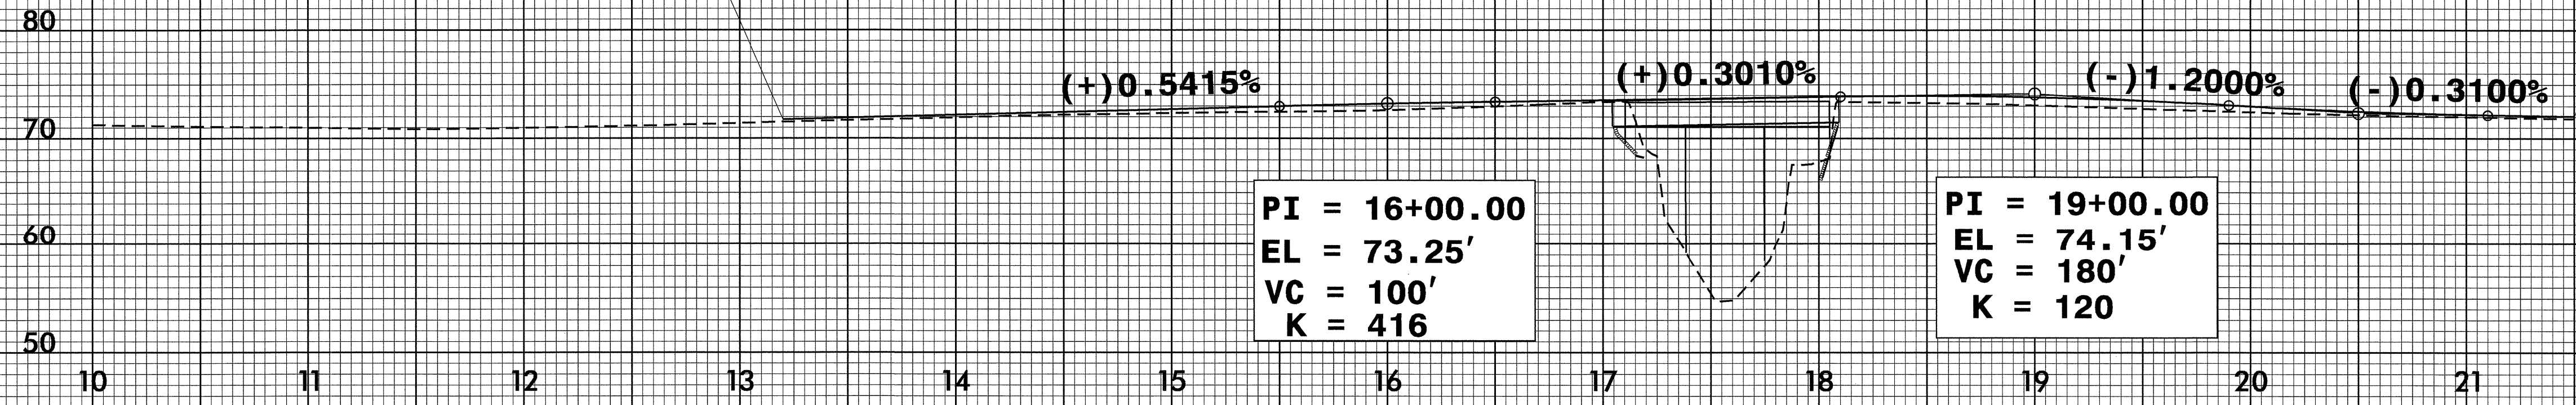 80
(+)0.5415%
(+)0.3010%
(-)1.2000%
(-)0.3100%
70
PI = 16+00.00
EL = 73.25'
VC = 100'
K = 416
PI = 19+00.00
EL = 74.15'
VC = 180'
K = 120
60
50
10 11 12 13 14 15 16 17 18 19 20 21